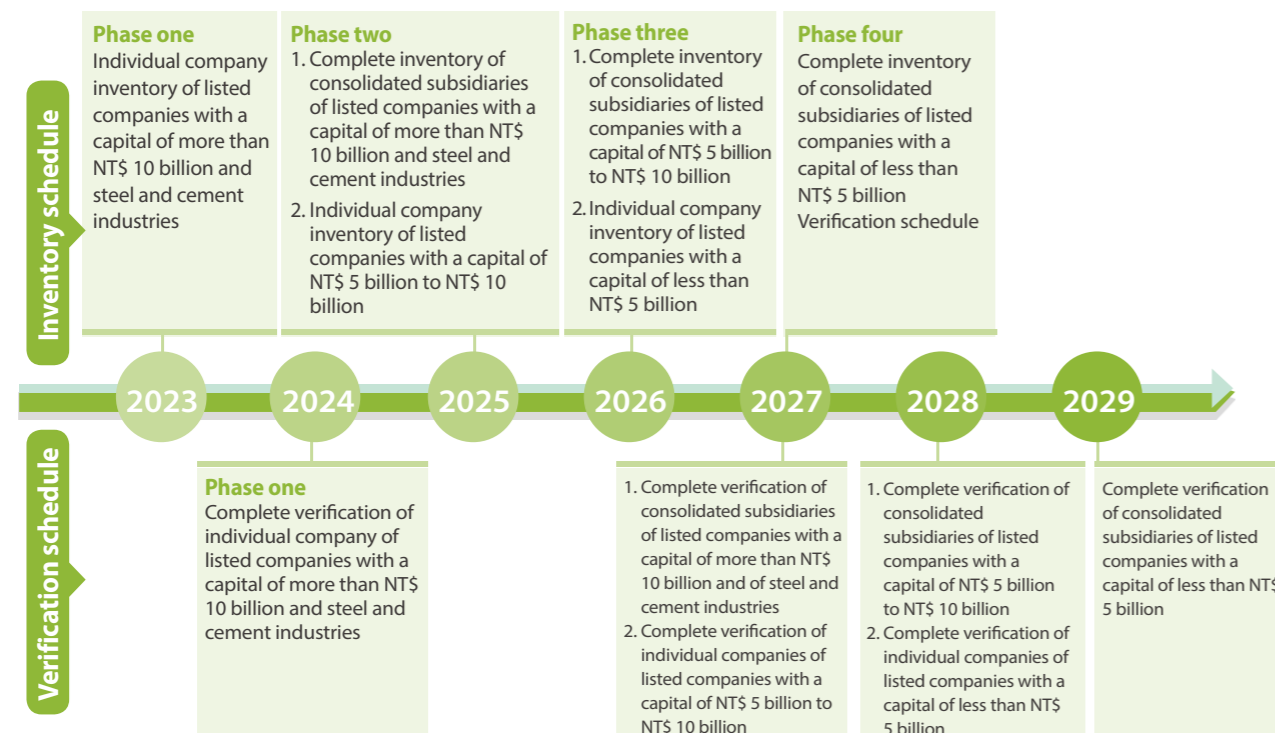 Inventory schedule
Phase one
Individual company
inventory of listed
companies with a
capital of more than
NT$ 10 billion and
steel and cement
industries
Phase two
1. Complete inventory of
consolidated subsidiaries
of listed companies with a
capital of more than NT$
10 billion and steel and
cement industries
2. Individual company
inventory of listed
companies with a capital of
NT$ 5 billion to NT$ 10
billion
Phase three
1. Complete inventory
of consolidated
subsidiaries of listed
companies with a
capital of NT$ 5 billion
to NT$ 10 billion
2. Individual company
inventory of listed
companies with a
capital of less than
NT$ 5 billion
Phase four
Complete inventory
of consolidated
subsidiaries of listed
companies with a
capital of less than
NT$ 5 billion
Verification schedule
2023
2024
2025
2026
2027
2028
2029
Verification schedule
Phase one
Complete verification of
individual company of
listed companies with a
capital of more than NT$
10 billion and steel and
cement industries
1. Complete verification of
consolidated subsidiaries
of listed companies with a
capital of more than NT$
10 billion and of steel and
cement industries
2. Complete verification of
individual companies of
listed companies with a
capital of NT$ 5 billion to
NT$ 10 billion
1. Complete verification of
consolidated
subsidiaries of listed
companies with a
capital of NT$ 5 billion
to NT$ 10 billion
2. Complete verification of
individual companies of
listed companies with a
capital of less than NT$
5 billion
Complete verification
of consolidated
subsidiaries of listed
companies with a
capital of less than NT$
5 billion